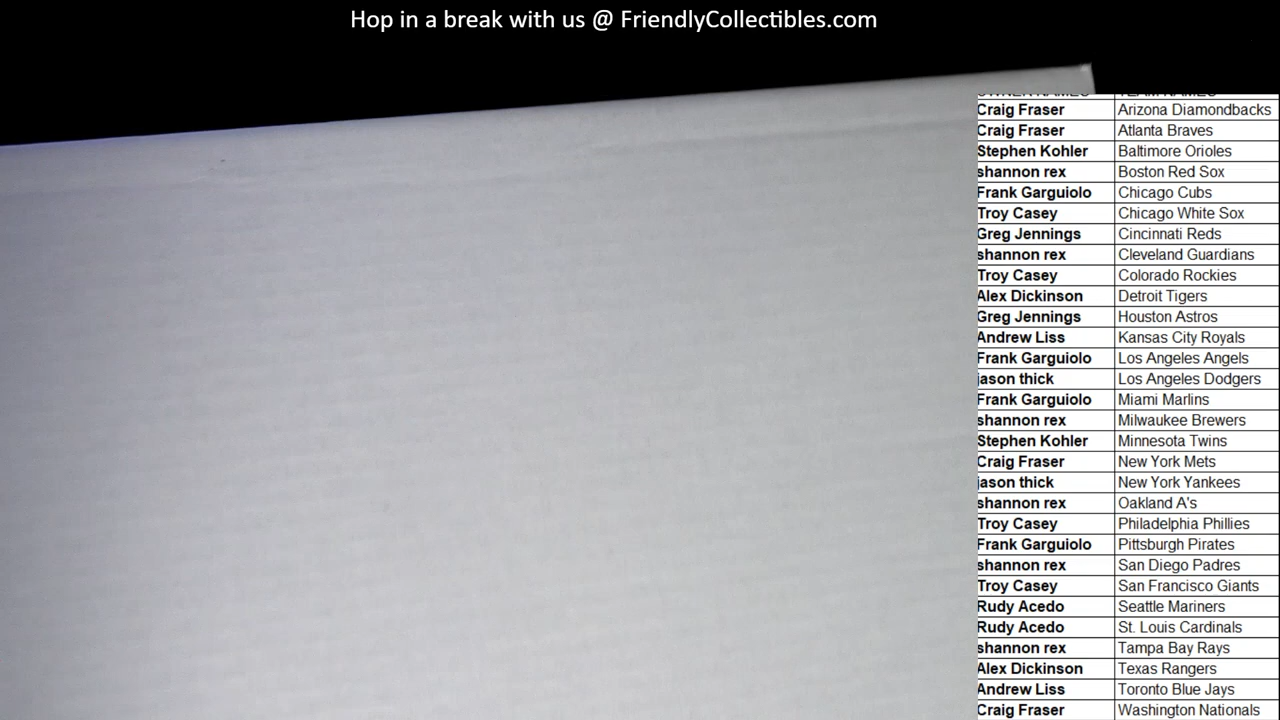 Hop in a break with us @ FriendlyCollectibles.com
OWNER NAMES TEAM NAMES
Craig Fraser Arizona Diamondbacks
Craig Fraser Atlanta Braves
Stephen Kohler Baltimore Orioles
shannon rex Boston Red Sox
Frank Garguiolo Chicago Cubs
Troy Casey Chicago White Sox
Greg Jennings Cincinnati Reds
shannon rex Cleveland Guardians
Troy Casey Colorado Rockies
Alex Dickinson Detroit Tigers
Greg Jennings Houston Astros
Andrew Liss Kansas City Royals
Frank Garguiolo Los Angeles Angels
jason thick Los Angeles Dodgers
Frank Garguiolo Miami Marlins
shannon rex Milwaukee Brewers
Stephen Kohler Minnesota Twins
Craig Fraser New York Mets
jason thick New York Yankees
shannon rex Oakland A's
Troy Casey Philadelphia Phillies
Frank Garguiolo Pittsburgh Pirates
shannon rex San Diego Padres
Troy Casey San Francisco Giants
Rudy Acedo Seattle Mariners
Rudy Acedo St. Louis Cardinals
shannon rex Tampa Bay Rays
Alex Dickinson Texas Rangers
Andrew Liss Toronto Blue Jays
Craig Fraser Washington Nationals